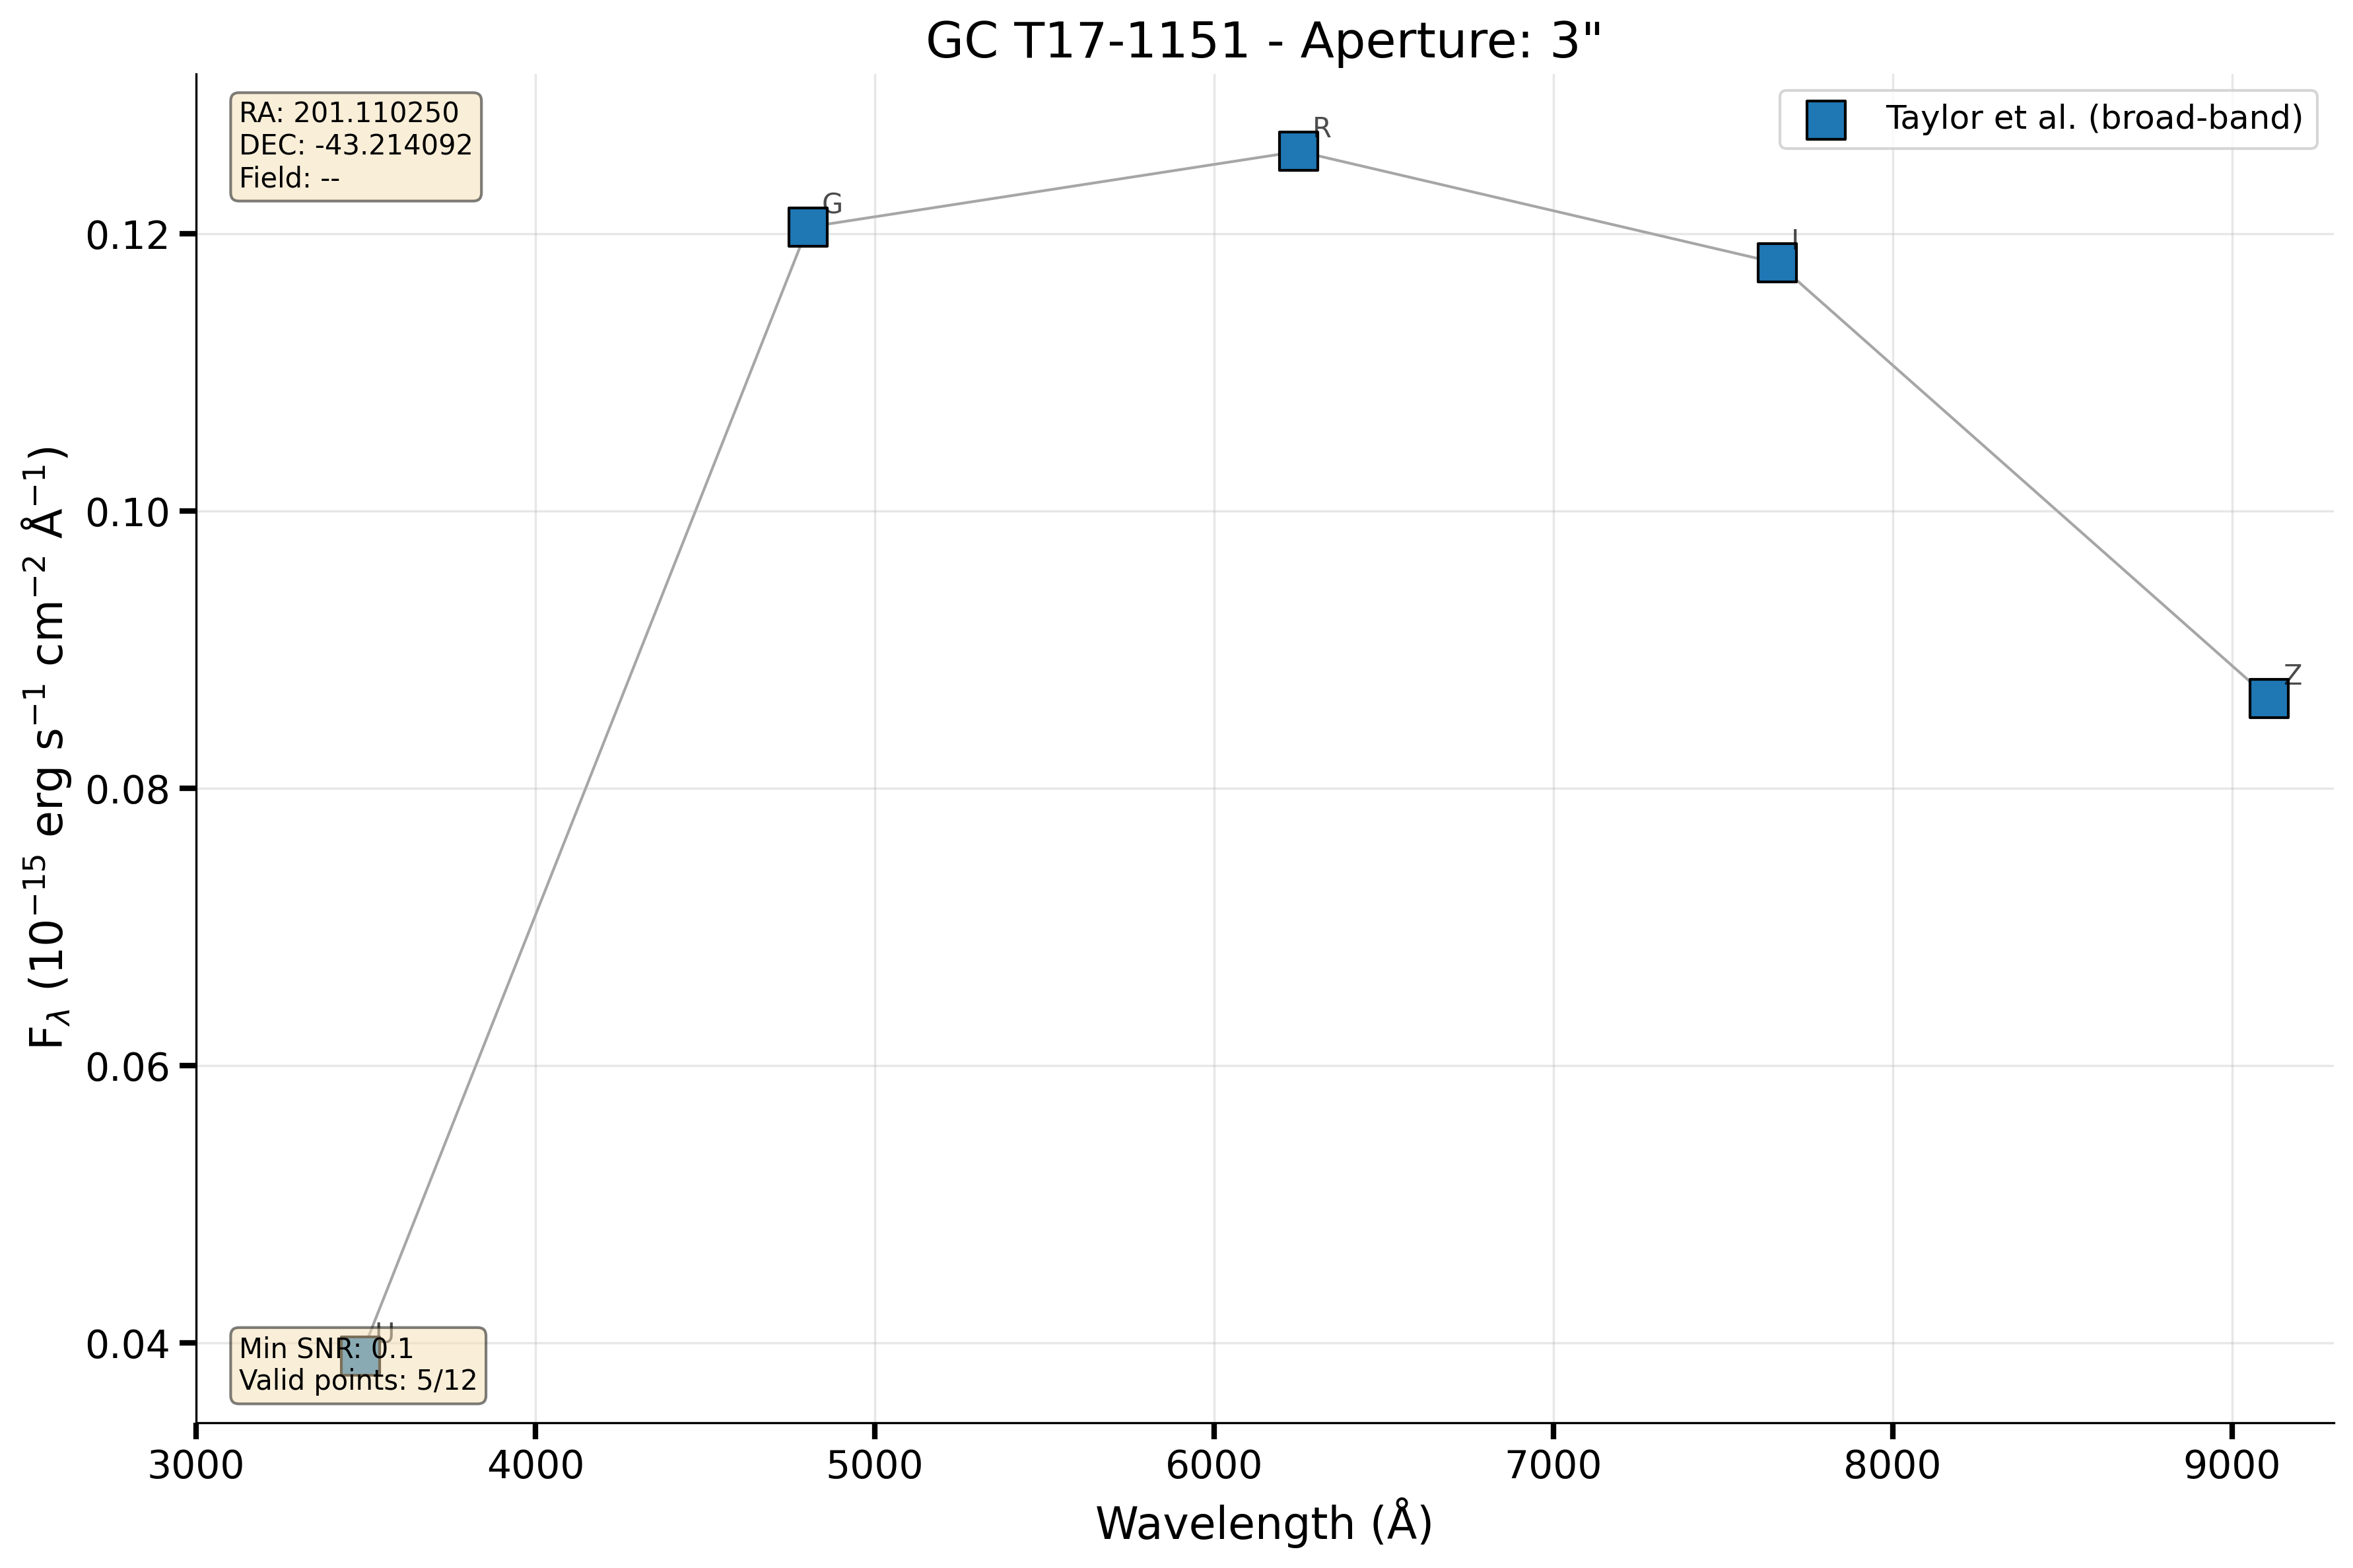 GC T17-1151 - Aperture: 3"
RA: 201.110250
DEC: -43.214092
Field: --
Taylor et al. (broad-band)
R
G
I
Z
U
Min SNR: 0.1
Valid points: 5/12
0.12
0.10
0.08
0.06
0.04
F_λ (10⁻¹⁵ erg s⁻¹ cm⁻² Å⁻¹)
3000 4000 5000 6000 7000 8000 9000
Wavelength (Å)